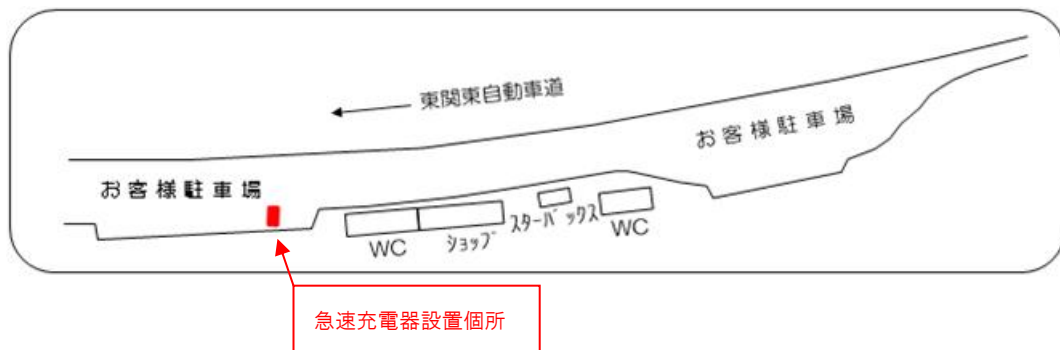 東関東自動車道
お客様駐車場
お客様駐車場
WC
ショップ
スターバックス
WC
急速充電器設置個所